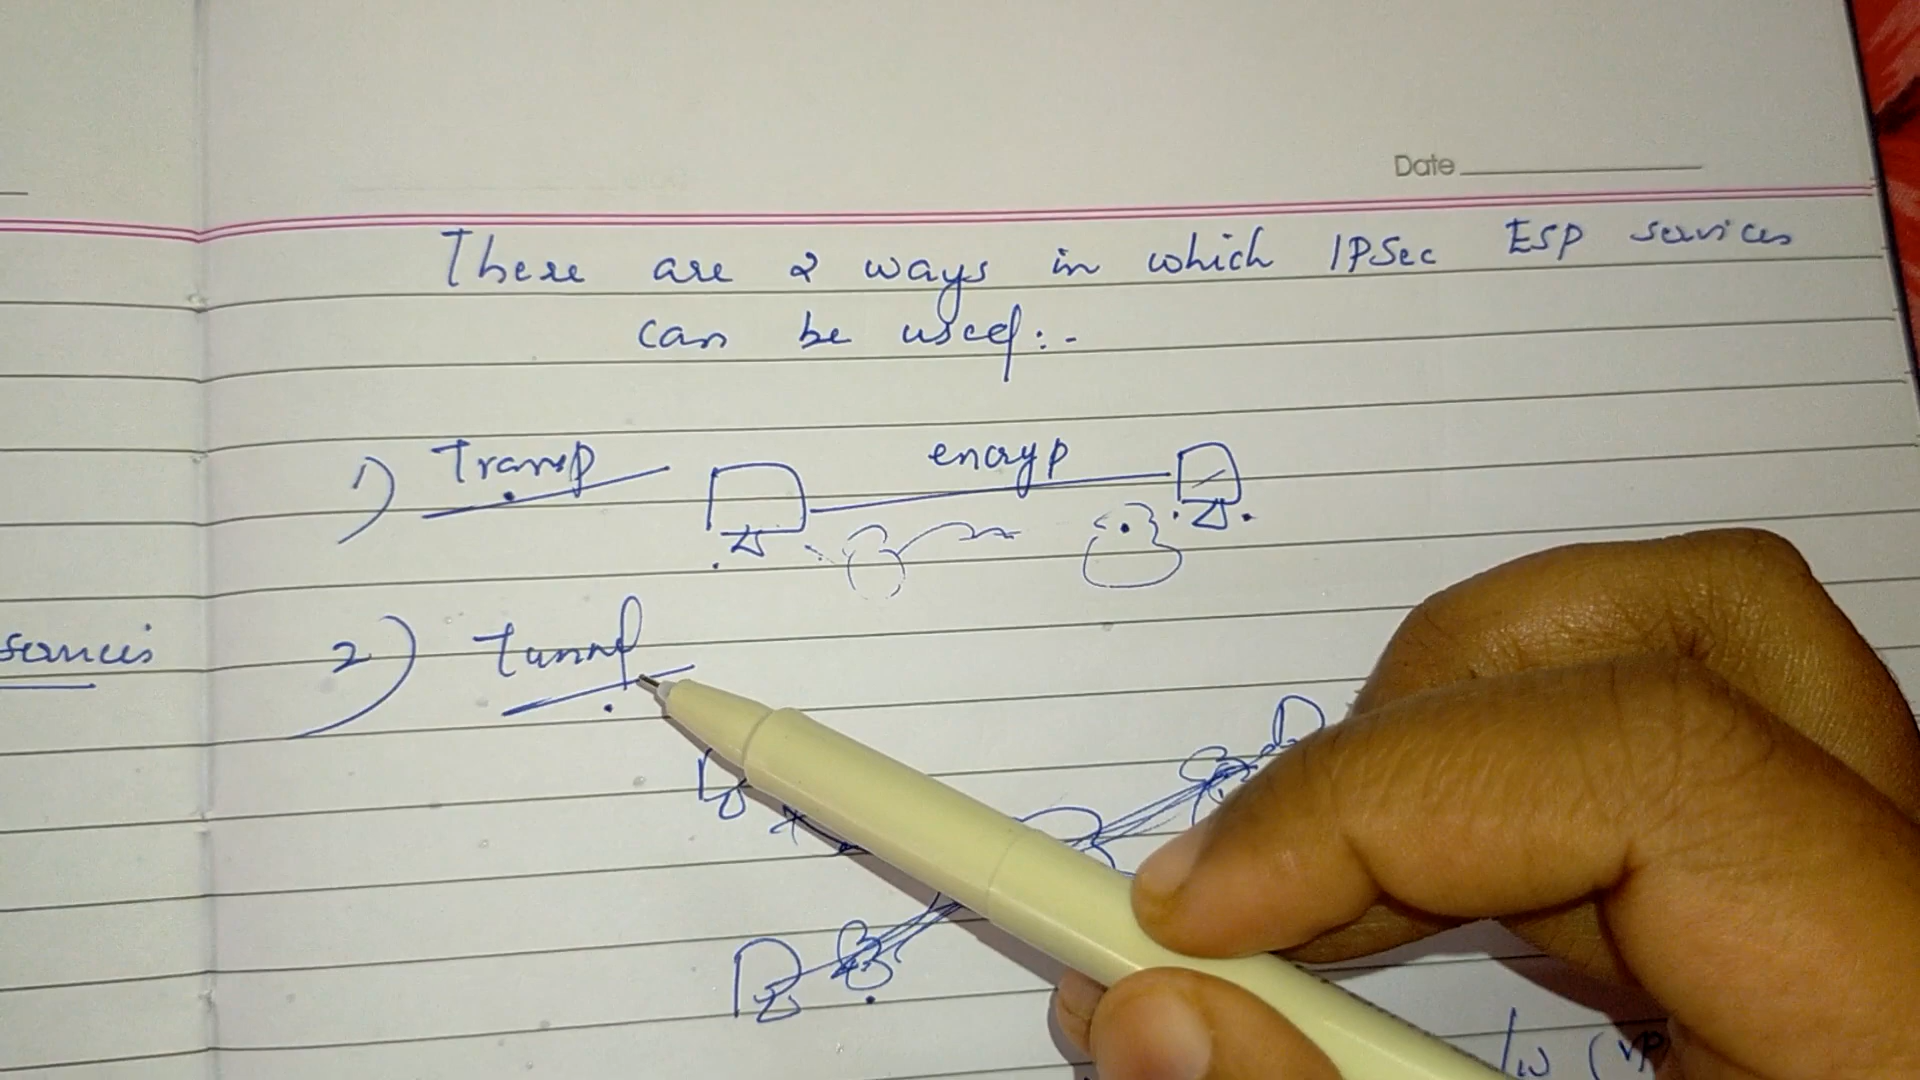 Date
There are 2 ways in which IPSec ESP services
can be used:-
1) Transp
encryp
services
2) Tunnel
/w (VP